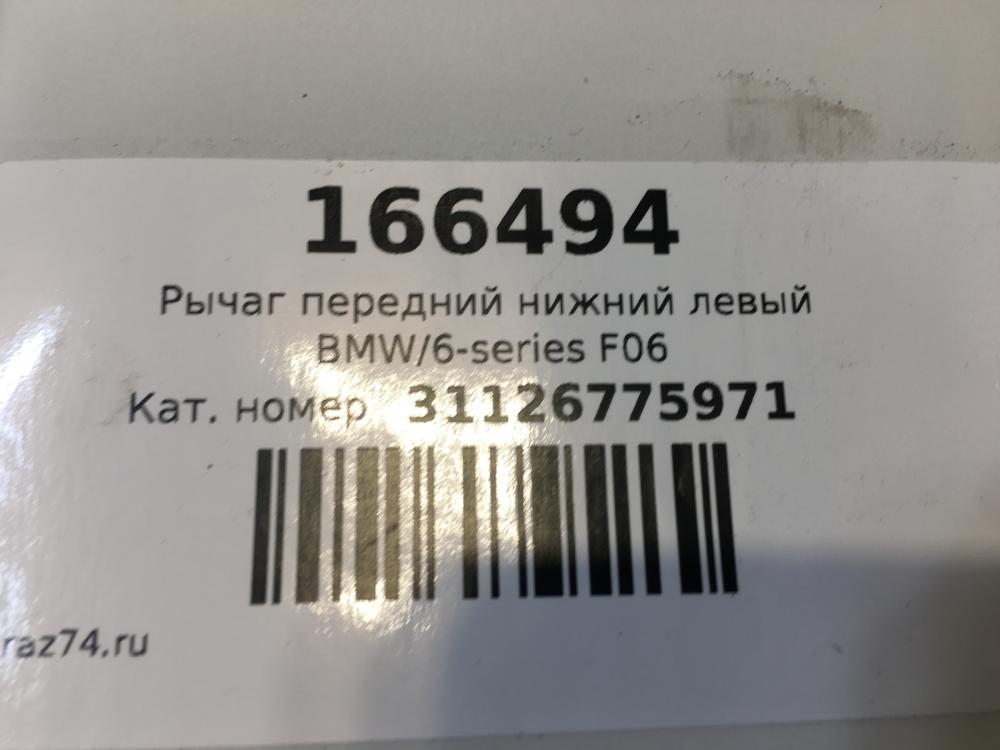 166494
Рычаг передний нижний левый
BMW/6-series F06
Кат. номер 31126775971
raz74.ru